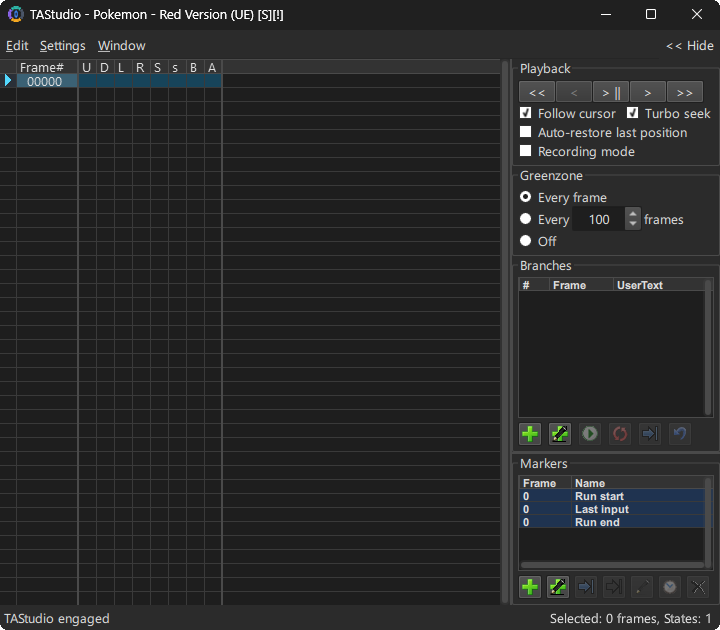 TAStudio - Pokemon - Red Version (UE) [S][!]
Edit Settings Window << Hide
Frame# U D L R S s B A
00000
Playback
<< < > || > >>
Follow cursor Turbo seek
Auto-restore last position
Recording mode
Greenzone
Every frame
Every 100 frames
Off
Branches
# Frame UserText
Markers
Frame Name
0 Run start
0 Last input
0 Run end
TAStudio engaged Selected: 0 frames, States: 1